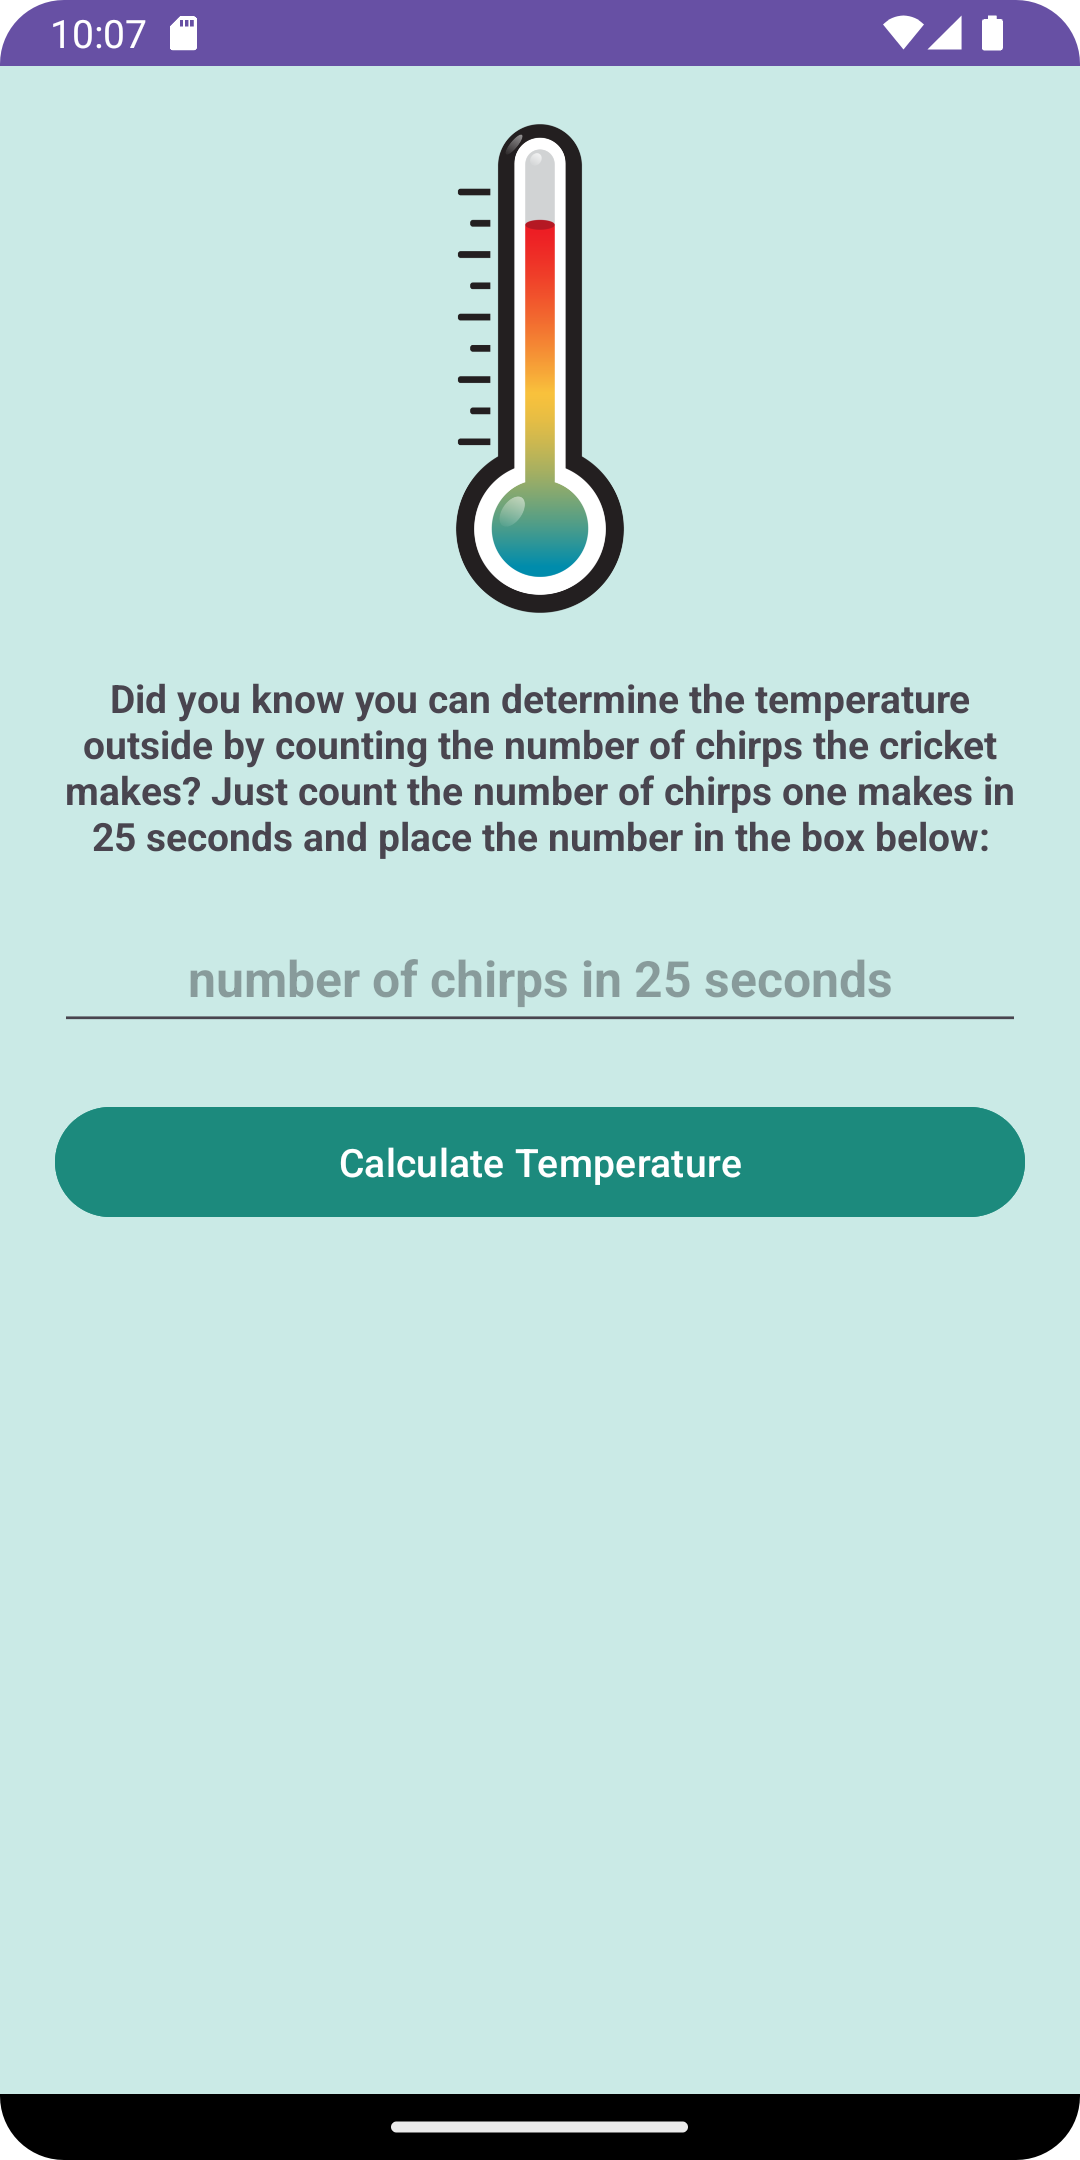 10:07
Did you know you can determine the temperature
outside by counting the number of chirps the cricket
makes? Just count the number of chirps one makes in
25 seconds and place the number in the box below:
number of chirps in 25 seconds
Calculate Temperature